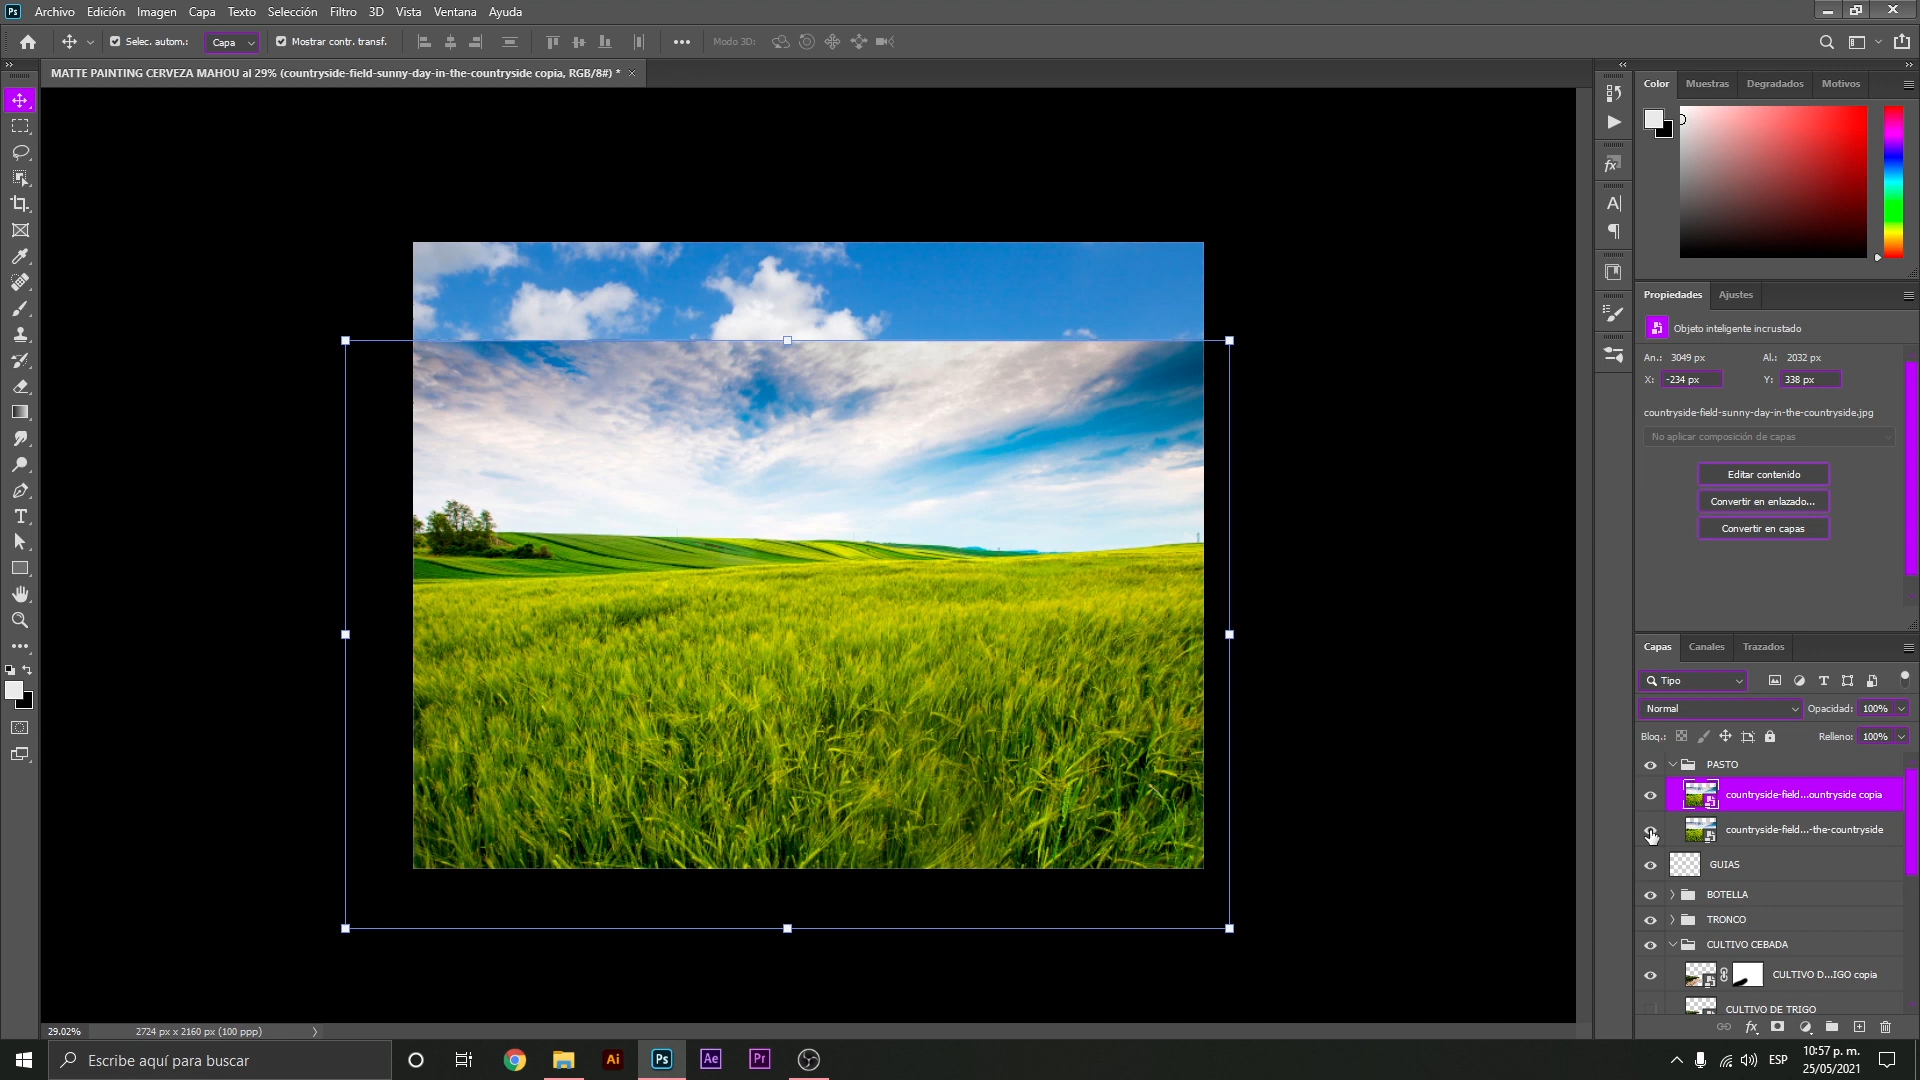 Ps Archivo Edición Imagen Capa Texto Selección Filtro 3D Vista Ventana Ayuda
Selec. autom.: Capa Mostrar contr. transf. Modo 3D:
MATTE PAINTING CERVEZA MAHOU al 29% (countryside-field-sunny-day-in-the-countryside copia, RGB/8#) *
Color Muestras Degradados Motivos
Propiedades Ajustes
Objeto inteligente incrustado
An.: 3049 px Al.: 2032 px
X: -234 px Y: 338 px
countryside-field-sunny-day-in-the-countryside.jpg
No aplicar composición de capas
Editar contenido
Convertir en enlazado...
Convertir en capas
Capas Canales Trazados
Tipo
Normal Opacidad: 100%
Bloq.: Relleno: 100%
PASTO
countryside-field...ountryside copia
countryside-field...-the-countryside
GUIAS
BOTELLA
TRONCO
CULTIVO CEBADA
CULTIVO D...IGO copia
CULTIVO DE TRIGO
29.02% 2724 px x 2160 px (100 ppp)
Escribe aquí para buscar
Ai Ps Ae Pr
ESP
10:57 p. m.
25/05/2021